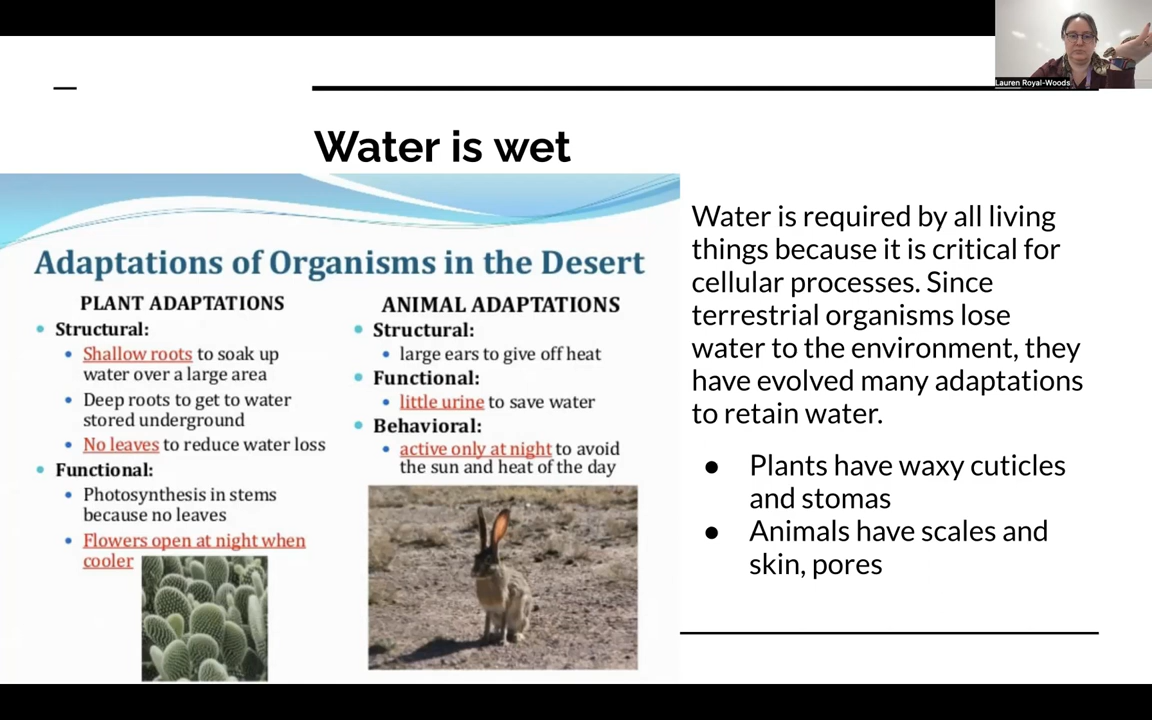 Lauren Royal-Woods
Water is wet
Adaptations of Organisms in the Desert
PLANT ADAPTATIONS
• Structural:
• Shallow roots to soak up
water over a large area
• Deep roots to get to water
stored underground
• No leaves to reduce water loss
• Functional:
• Photosynthesis in stems
because no leaves
• Flowers open at night when
cooler
ANIMAL ADAPTATIONS
• Structural:
• large ears to give off heat
• Functional:
• little urine to save water
• Behavioral:
• active only at night to avoid
the sun and heat of the day
Water is required by all living
things because it is critical for
cellular processes. Since
terrestrial organisms lose
water to the environment, they
have evolved many adaptations
to retain water.
● Plants have waxy cuticles
and stomas
● Animals have scales and
skin, pores